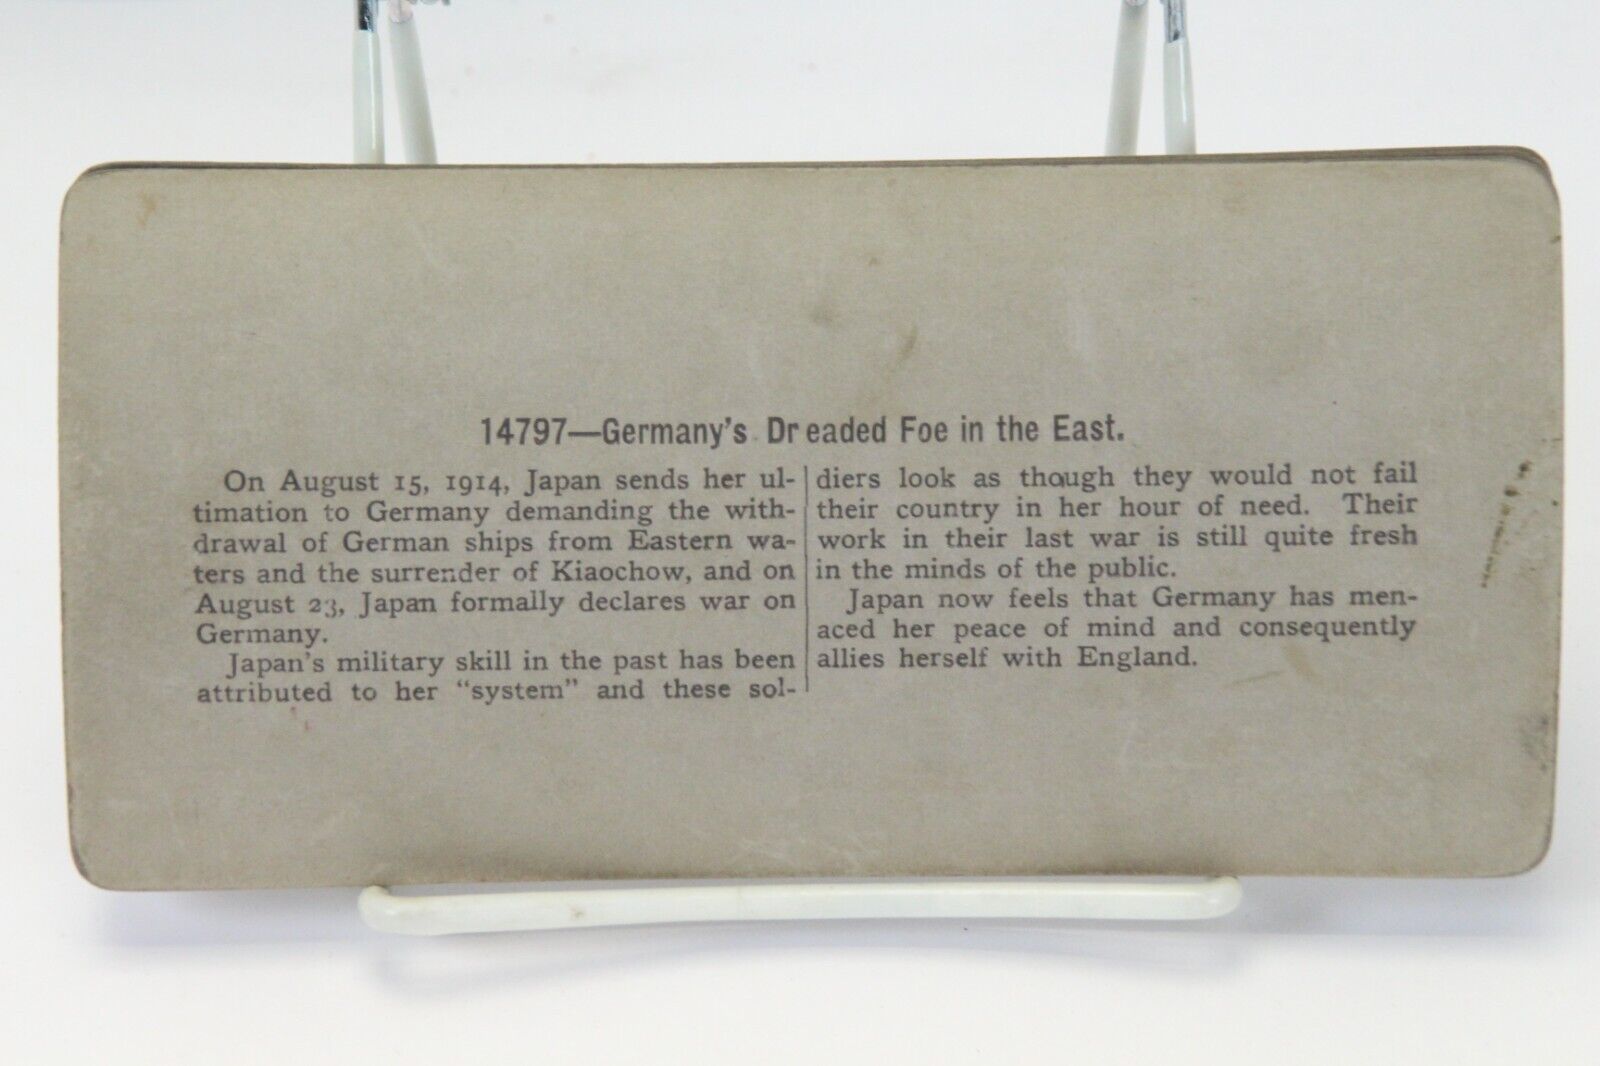 14797—Germany's Dreaded Foe in the East.
On August 15, 1914, Japan sends her ul-
timation to Germany demanding the with-
drawal of German ships from Eastern wa-
ters and the surrender of Kiaochow, and on
August 23, Japan formally declares war on
Germany.
Japan's military skill in the past has been
attributed to her "system" and these sol-
diers look as though they would not fail
their country in her hour of need. Their
work in their last war is still quite fresh
in the minds of the public.
Japan now feels that Germany has men-
aced her peace of mind and consequently
allies herself with England.